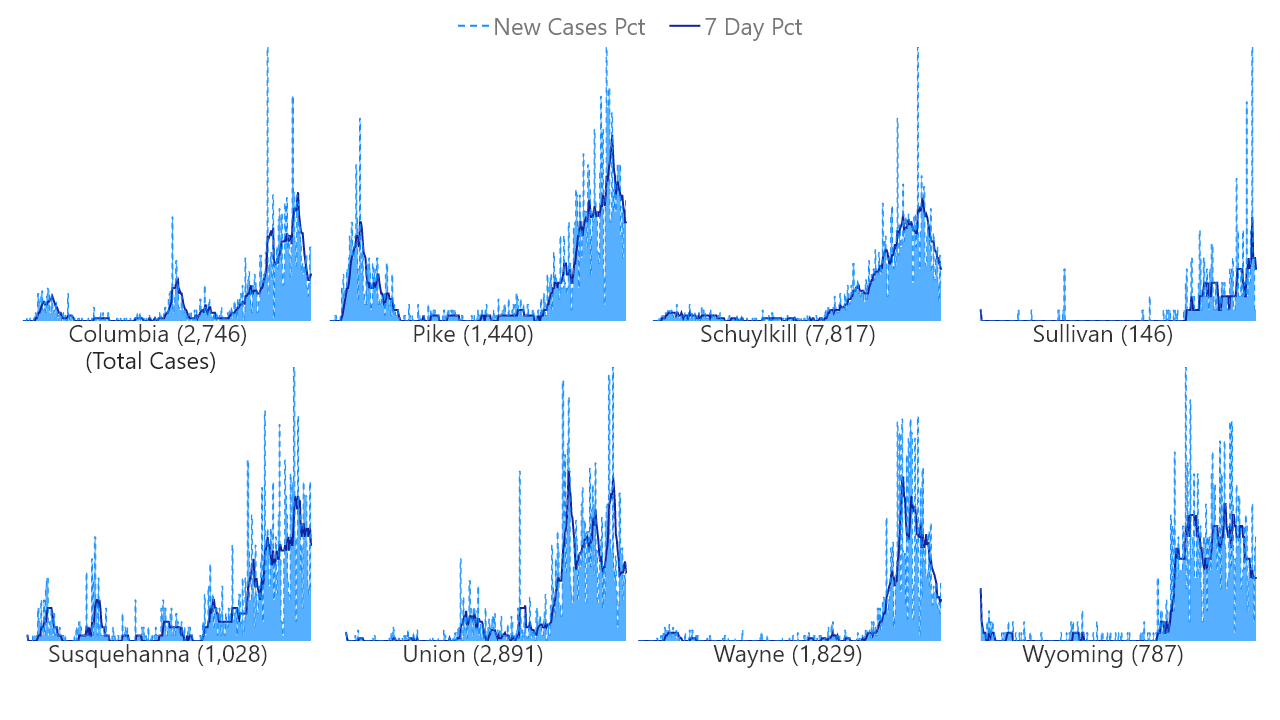 New Cases Pct 7 Day Pct
Columbia (2,746) Pike (1,440) Schuylkill (7,817) Sullivan (146)
(Total Cases)
Susquehanna (1,028) Union (2,891) Wayne (1,829) Wyoming (787)